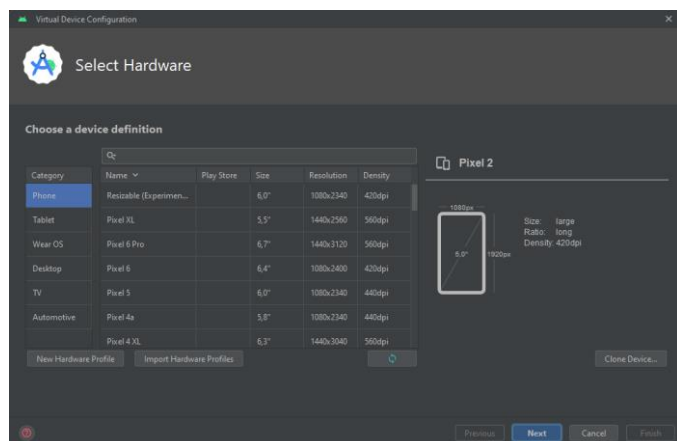 Virtual Device Configuration
Select Hardware
Choose a device definition
Category
Phone
Tablet
Wear OS
Desktop
TV
Automotive
Name Play Store Size Resolution Density
Resizable (Experimen... 6,0" 1080x2340 420dpi
Pixel XL 5,5" 1440x2560 560dpi
Pixel 6 Pro 6,7" 1440x3120 560dpi
Pixel 6 6,4" 1080x2400 420dpi
Pixel 5 6,0" 1080x2340 440dpi
Pixel 4a 5,8" 1080x2340 440dpi
Pixel 4 XL 6,3" 1440x3040 560dpi
New Hardware Profile Import Hardware Profiles
Pixel 2
1080px
5,0"
1920px
Size: large
Ratio: long
Density: 420dpi
Clone Device...
Previous Next Cancel Finish